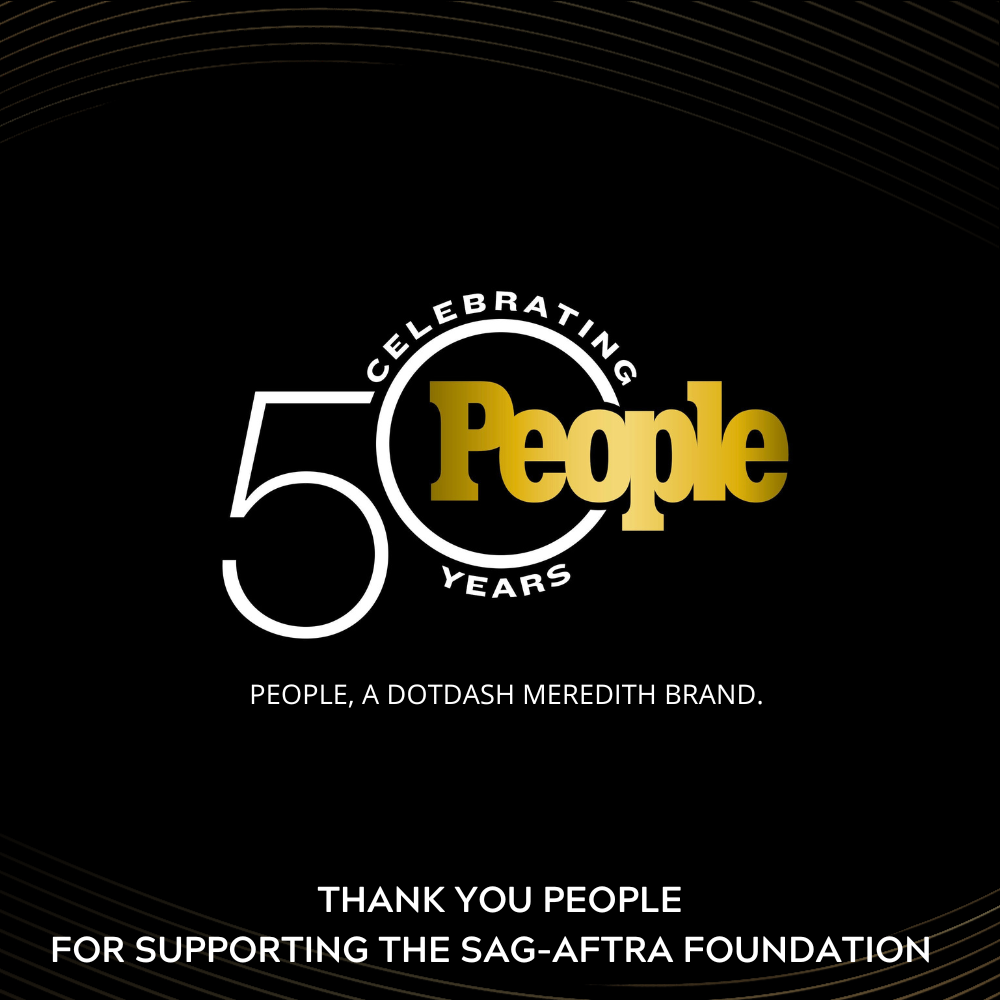 CELEBRATING
50 People
YEARS
PEOPLE, A DOTDASH MEREDITH BRAND.
THANK YOU PEOPLE
FOR SUPPORTING THE SAG-AFTRA FOUNDATION